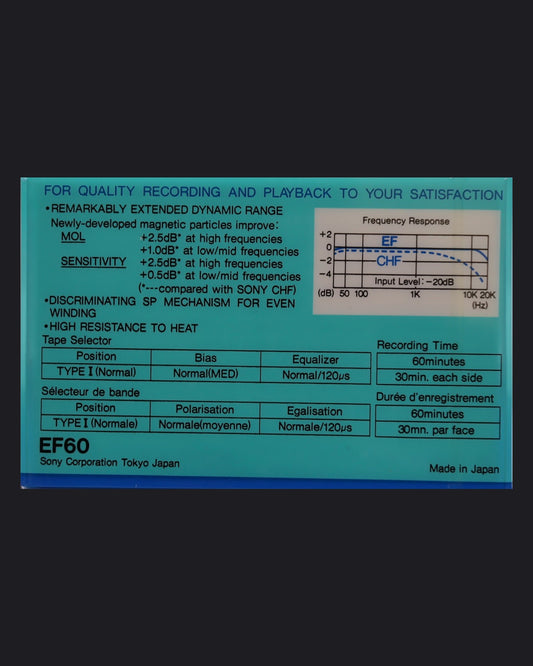 FOR QUALITY RECORDING AND PLAYBACK TO YOUR SATISFACTION
•REMARKABLY EXTENDED DYNAMIC RANGE
Newly-developed magnetic particles improve:
MOL +2.5dB* at high frequencies
+1.0dB* at low/mid frequencies
SENSITIVITY +2.5dB* at high frequencies
+0.5dB* at low/mid frequencies
(*---compared with SONY CHF)
•DISCRIMINATING SP MECHANISM FOR EVEN
WINDING
•HIGH RESISTANCE TO HEAT
Frequency Response
+2
0
−2
−4
EF
CHF
Input Level: −20dB
(dB) 50 100 1K 10K 20K
(Hz)
Tape Selector
Position Bias Equalizer
TYPE I (Normal) Normal(MED) Normal/120μs
Recording Time
60minutes
30min. each side
Sélecteur de bande
Position Polarisation Egalisation
TYPE I (Normale) Normale(moyenne) Normale/120μs
Durée d'enregistrement
60minutes
30mn. par face
EF60
Sony Corporation Tokyo Japan
Made in Japan